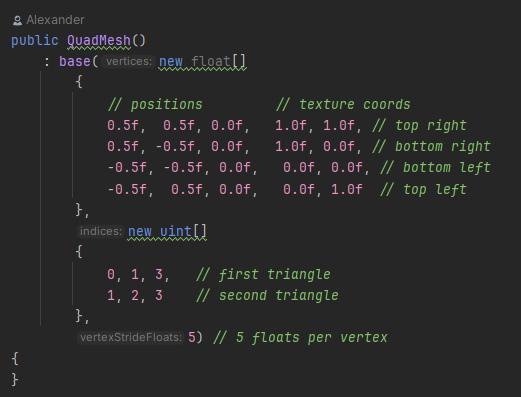 Alexander
public QuadMesh()
    : base( vertices: new float[]
        {
            // positions         // texture coords
            0.5f,  0.5f, 0.0f,   1.0f, 1.0f, // top right
            0.5f, -0.5f, 0.0f,   1.0f, 0.0f, // bottom right
            -0.5f, -0.5f, 0.0f,   0.0f, 0.0f, // bottom left
            -0.5f,  0.5f, 0.0f,   0.0f, 1.0f  // top left
        },
        indices: new uint[]
        {
            0, 1, 3,   // first triangle
            1, 2, 3    // second triangle
        },
        vertexStrideFloats: 5) // 5 floats per vertex
{
}